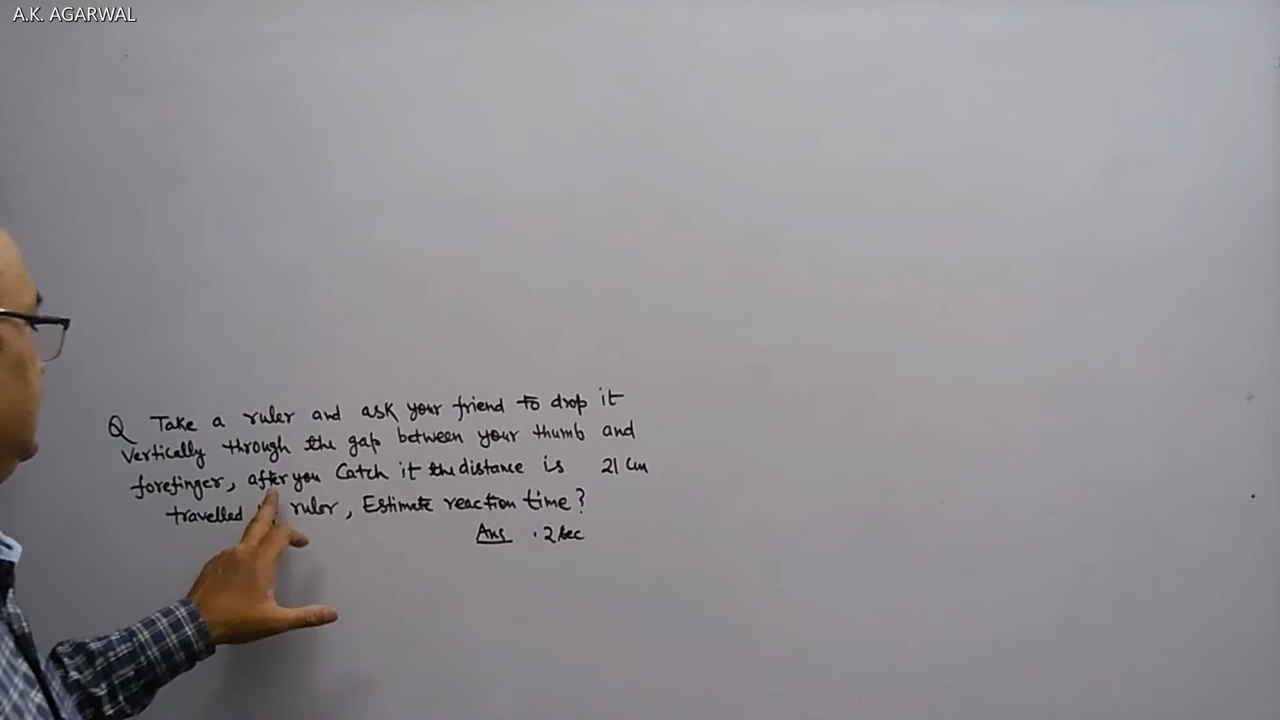 A.K. AGARWAL
Q Take a ruler and ask your friend to drop it
vertically through the gap between your thumb and
forefinger, after you Catch it the distance is 21 cm
travelled ruler, Estimate reaction time?
Ans .2 sec